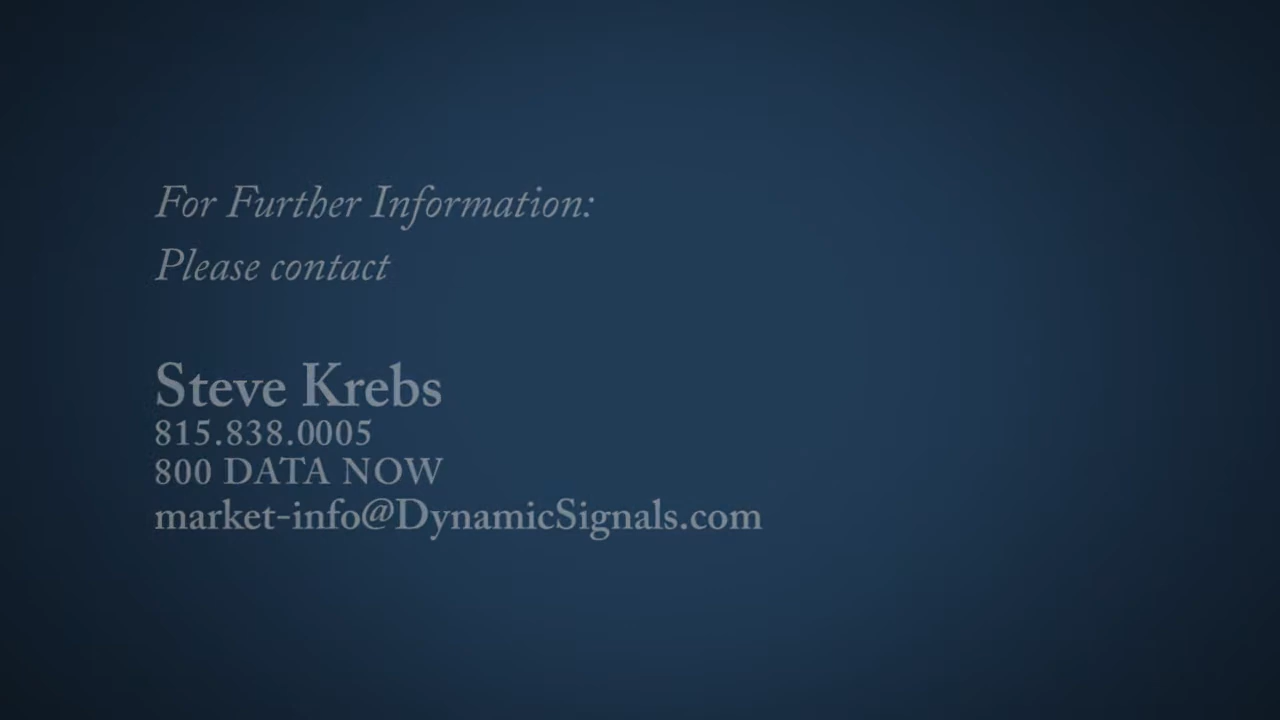 For Further Information:
Please contact
Steve Krebs
815.838.0005
800 DATA NOW
market-info@DynamicSignals.com